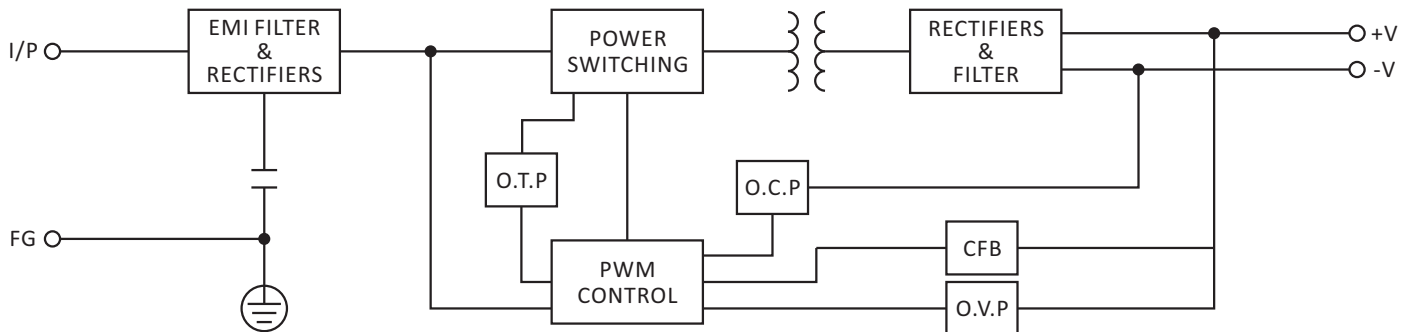 I/P
EMI FILTER
&
RECTIFIERS
POWER
SWITCHING
RECTIFIERS
&
FILTER
+V
-V
O.T.P
O.C.P
FG
PWM
CONTROL
CFB
O.V.P